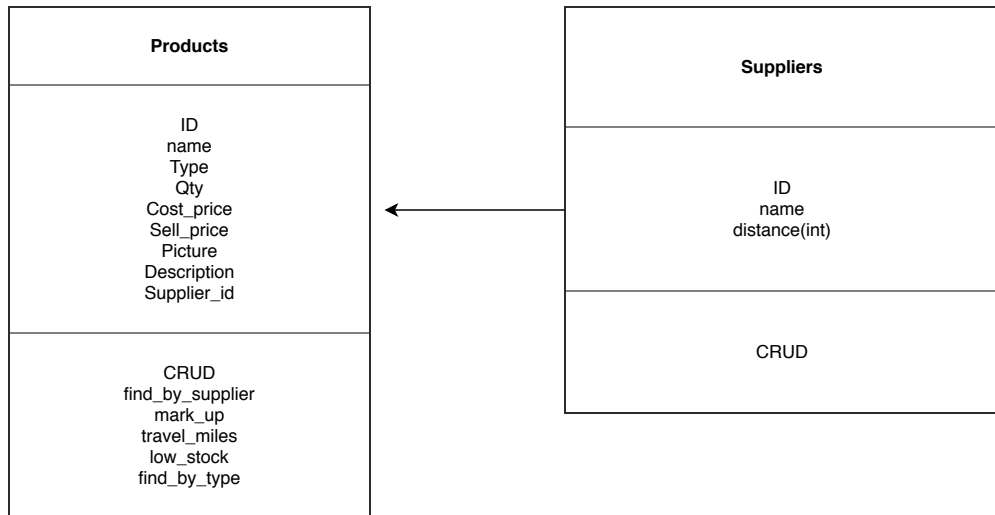 Products
ID
name
Type
Qty
Cost_price
Sell_price
Picture
Description
Supplier_id
CRUD
find_by_supplier
mark_up
travel_miles
low_stock
find_by_type
Suppliers
ID
name
distance(int)
CRUD